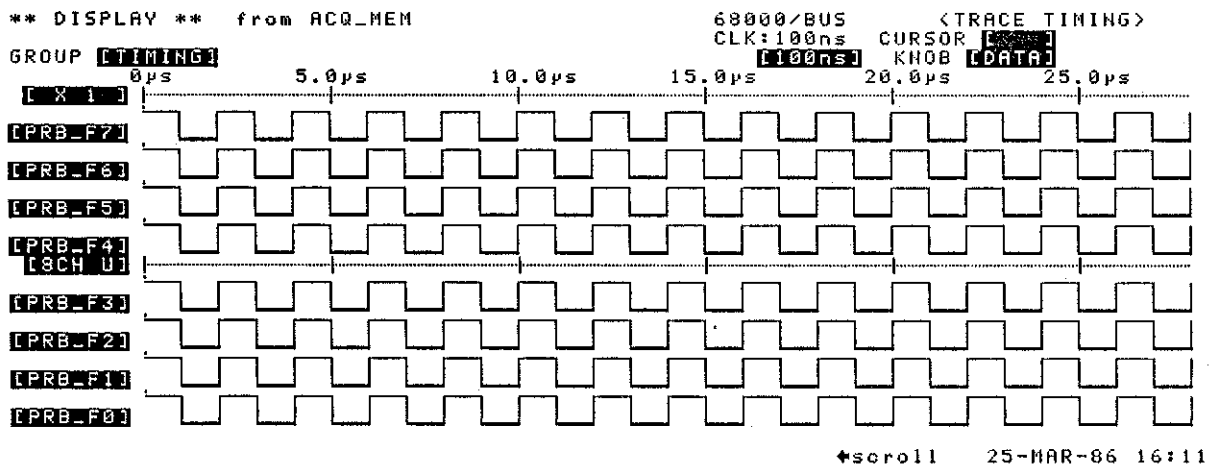 ** DISPLAY ** from ACQ_MEM 68000/BUS <TRACE TIMING>
CLK:100ns CURSOR
GROUP [TIMING] [100ns] KNOB [DATA]
0µs 5.0µs 10.0µs 15.0µs 20.0µs 25.0µs
[ X 1 ]
[PRB_F7]
[PRB_F6]
[PRB_F5]
[PRB_F4]
[8CH U]
[PRB_F3]
[PRB_F2]
[PRB_F1]
[PRB_F0]
♦scroll 25-MAR-86 16:11